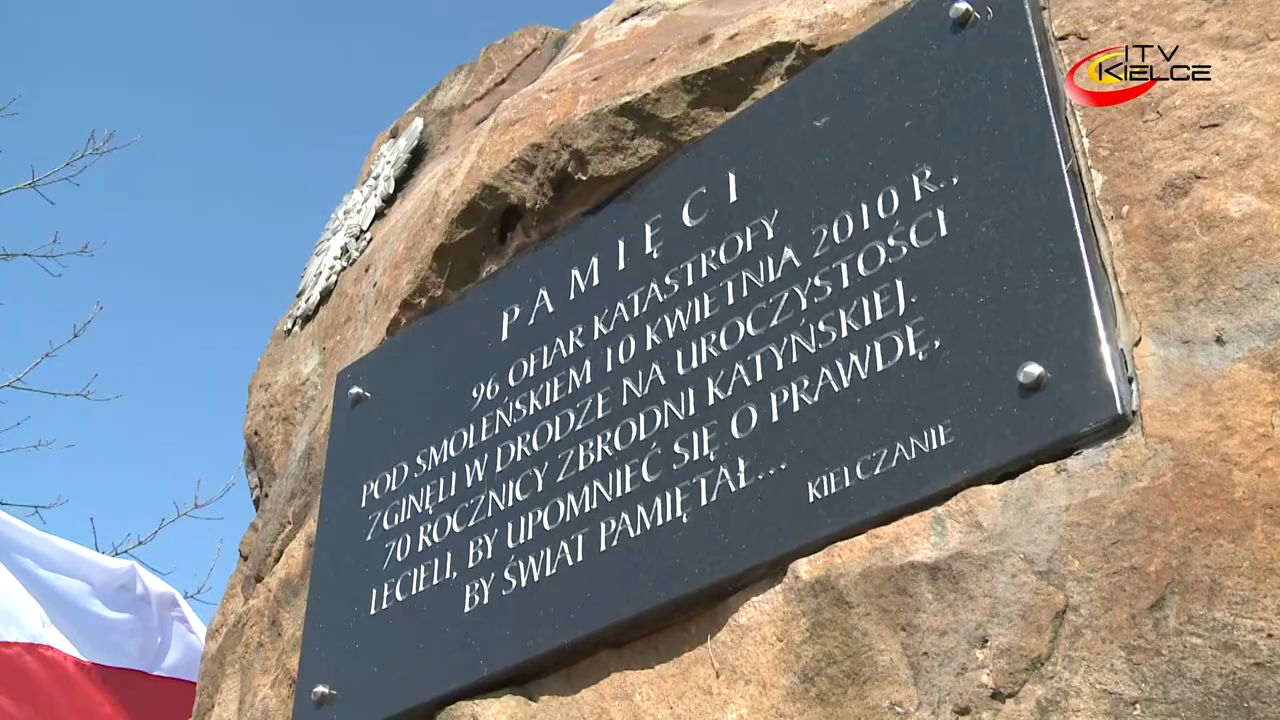 ITV
KIELCE
PAMIĘCI
96 OFIAR KATASTROFY
POD SMOLEŃSKIEM 10 KWIETNIA 2010 R.,
ZGINĘLI W DRODZE NA UROCZYSTOŚCI
70 ROCZNICY ZBRODNI KATYŃSKIEJ.
LECIELI, BY UPOMNIEĆ SIĘ O PRAWDĘ,
BY ŚWIAT PAMIĘTAŁ...
KIELCZANIE